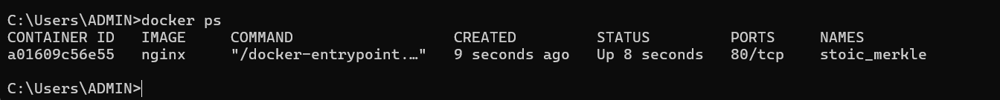 C:\Users\ADMIN>docker ps
CONTAINER ID   IMAGE     COMMAND                  CREATED         STATUS         PORTS     NAMES
a01609c56e55   nginx     "/docker-entrypoint.…"   9 seconds ago   Up 8 seconds   80/tcp    stoic_merkle
C:\Users\ADMIN>